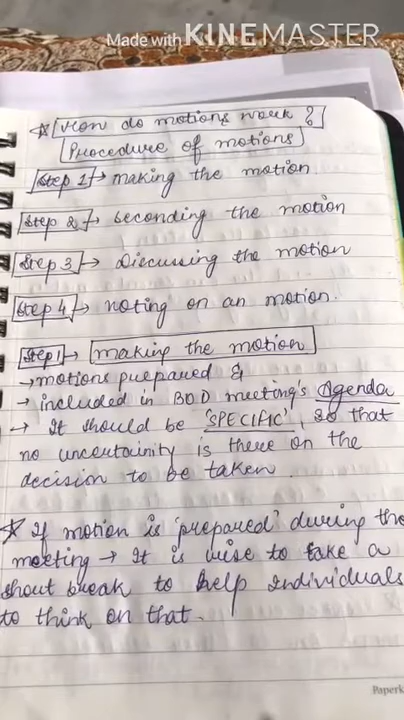 Made with KINEMASTER
☆ How do motions work?
Procedure of motions
Step 1 → making the motion.
Step 2 → seconding the motion
Step 3 → Discussing the motion
Step 4 → voting on an motion.
Step 1 → making the motion
→ motions prepared &
→ included in BOD meeting's Agenda
→ It should be 'SPECIFIC', so that
no uncertainity is there on the
decision to be taken
☆ If motion is 'prepared' during the
meeting → It is wise to take a
short break to help individuals
to think on that.
Paperk